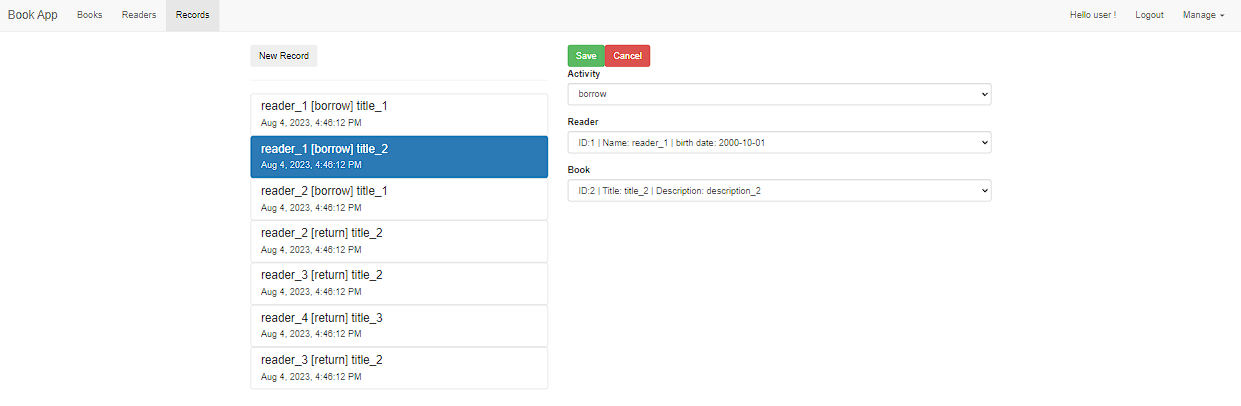 Book App Books Readers Records Hello user ! Logout Manage
New Record
reader_1 [borrow] title_1
Aug 4, 2023, 4:46:12 PM
reader_1 [borrow] title_2
Aug 4, 2023, 4:46:12 PM
reader_2 [borrow] title_1
Aug 4, 2023, 4:46:12 PM
reader_2 [return] title_2
Aug 4, 2023, 4:46:12 PM
reader_3 [return] title_2
Aug 4, 2023, 4:46:12 PM
reader_4 [return] title_3
Aug 4, 2023, 4:46:12 PM
reader_3 [return] title_2
Aug 4, 2023, 4:46:12 PM
Save Cancel
Activity
borrow
Reader
ID:1 | Name: reader_1 | birth date: 2000-10-01
Book
ID:2 | Title: title_2 | Description: description_2